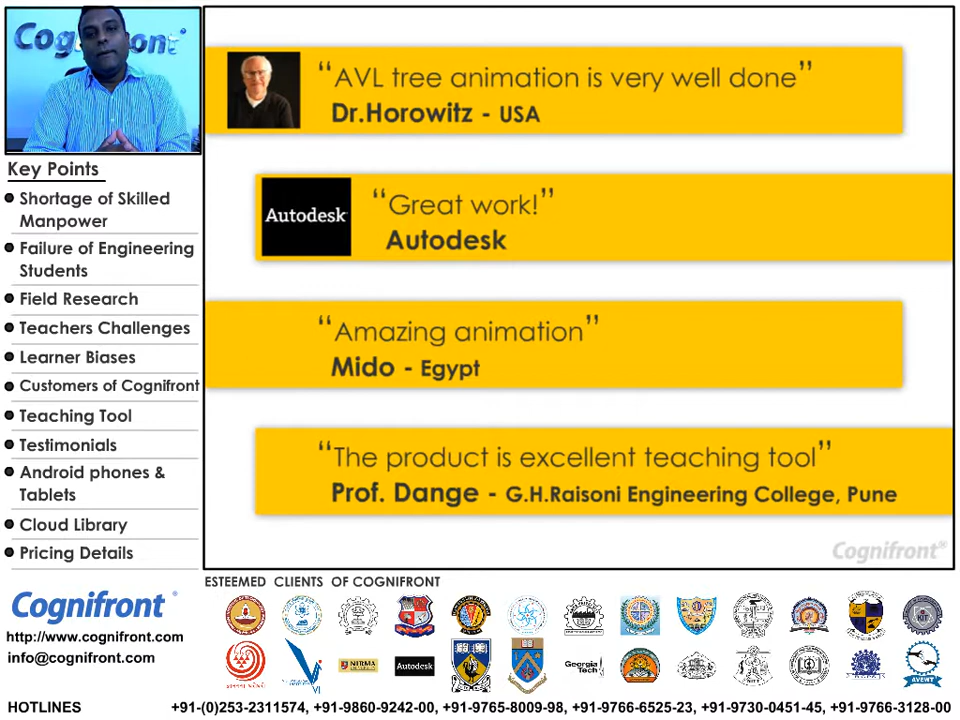 Cognifront
“AVL tree animation is very well done”
Dr.Horowitz - USA
Autodesk
“Great work!”
Autodesk
“Amazing animation”
Mido - Egypt
“The product is excellent teaching tool”
Prof. Dange - G.H.Raisoni Engineering College, Pune
Cognifront®
Key Points
Shortage of Skilled
Manpower
Failure of Engineering
Students
Field Research
Teachers Challenges
Learner Biases
Customers of Cognifront
Teaching Tool
Testimonials
Android phones &
Tablets
Cloud Library
Pricing Details
ESTEEMED CLIENTS OF COGNIFRONT
NIRMA
Autodesk
Georgia
Tech
AVENT
Cognifront
http://www.cognifront.com
info@cognifront.com
HOTLINES +91-(0)253-2311574, +91-9860-9242-00, +91-9765-8009-98, +91-9766-6525-23, +91-9730-0451-45, +91-9766-3128-00